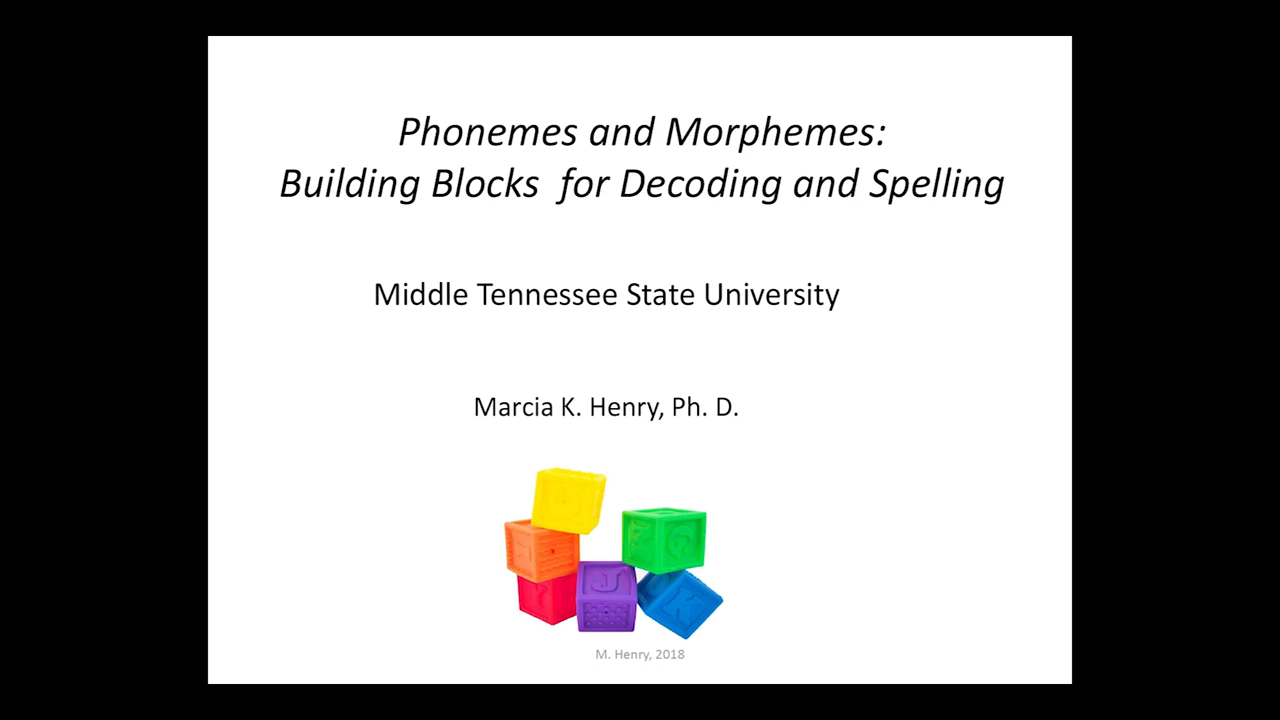 Phonemes and Morphemes:
Building Blocks  for Decoding and Spelling
Middle Tennessee State University
Marcia K. Henry, Ph. D.
J
K
M. Henry, 2018